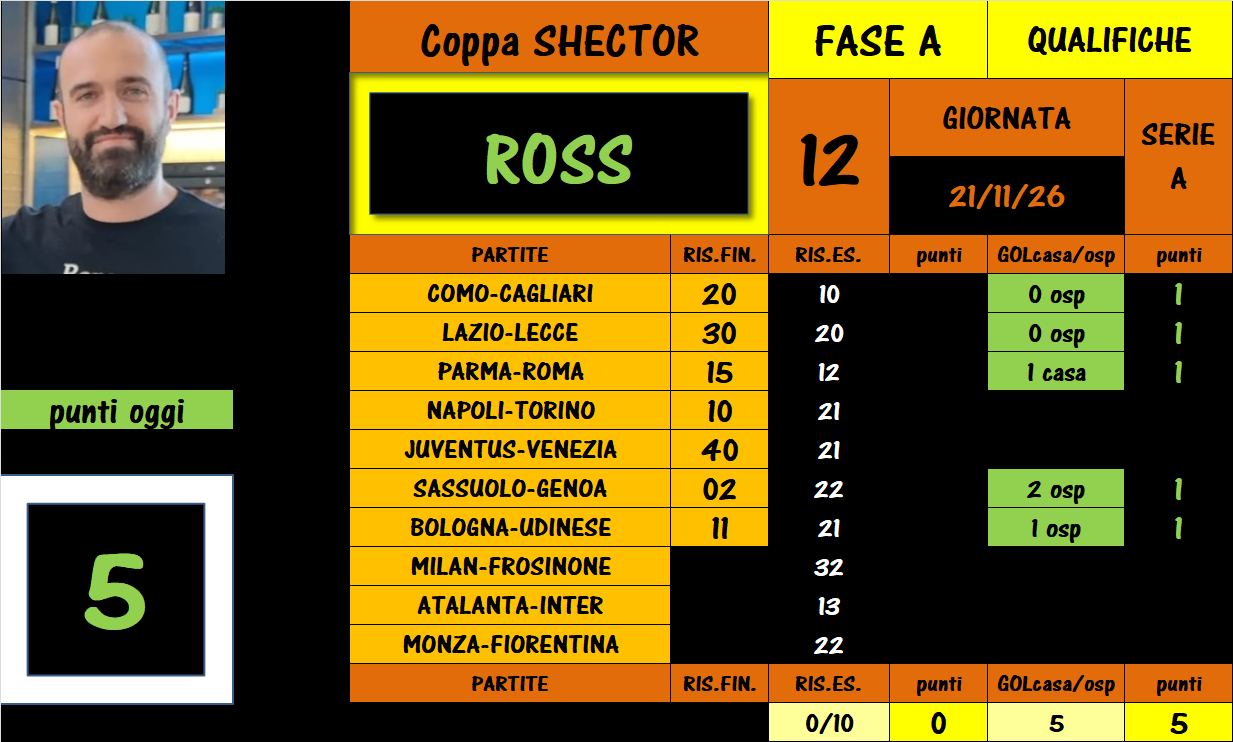 Coppa SHECTOR
FASE A
QUALIFICHE
ROSS
12
GIORNATA
21/11/26
SERIE
A
PARTITE RIS.FIN. RIS.ES. punti GOLcasa/osp punti
COMO-CAGLIARI 20 10 0 osp 1
LAZIO-LECCE 30 20 0 osp 1
PARMA-ROMA 15 12 1 casa 1
NAPOLI-TORINO 10 21
JUVENTUS-VENEZIA 40 21
SASSUOLO-GENOA 02 22 2 osp 1
BOLOGNA-UDINESE 11 21 1 osp 1
MILAN-FROSINONE 32
ATALANTA-INTER 13
MONZA-FIORENTINA 22
PARTITE RIS.FIN. RIS.ES. punti GOLcasa/osp punti
0/10 0 5 5
punti oggi
5